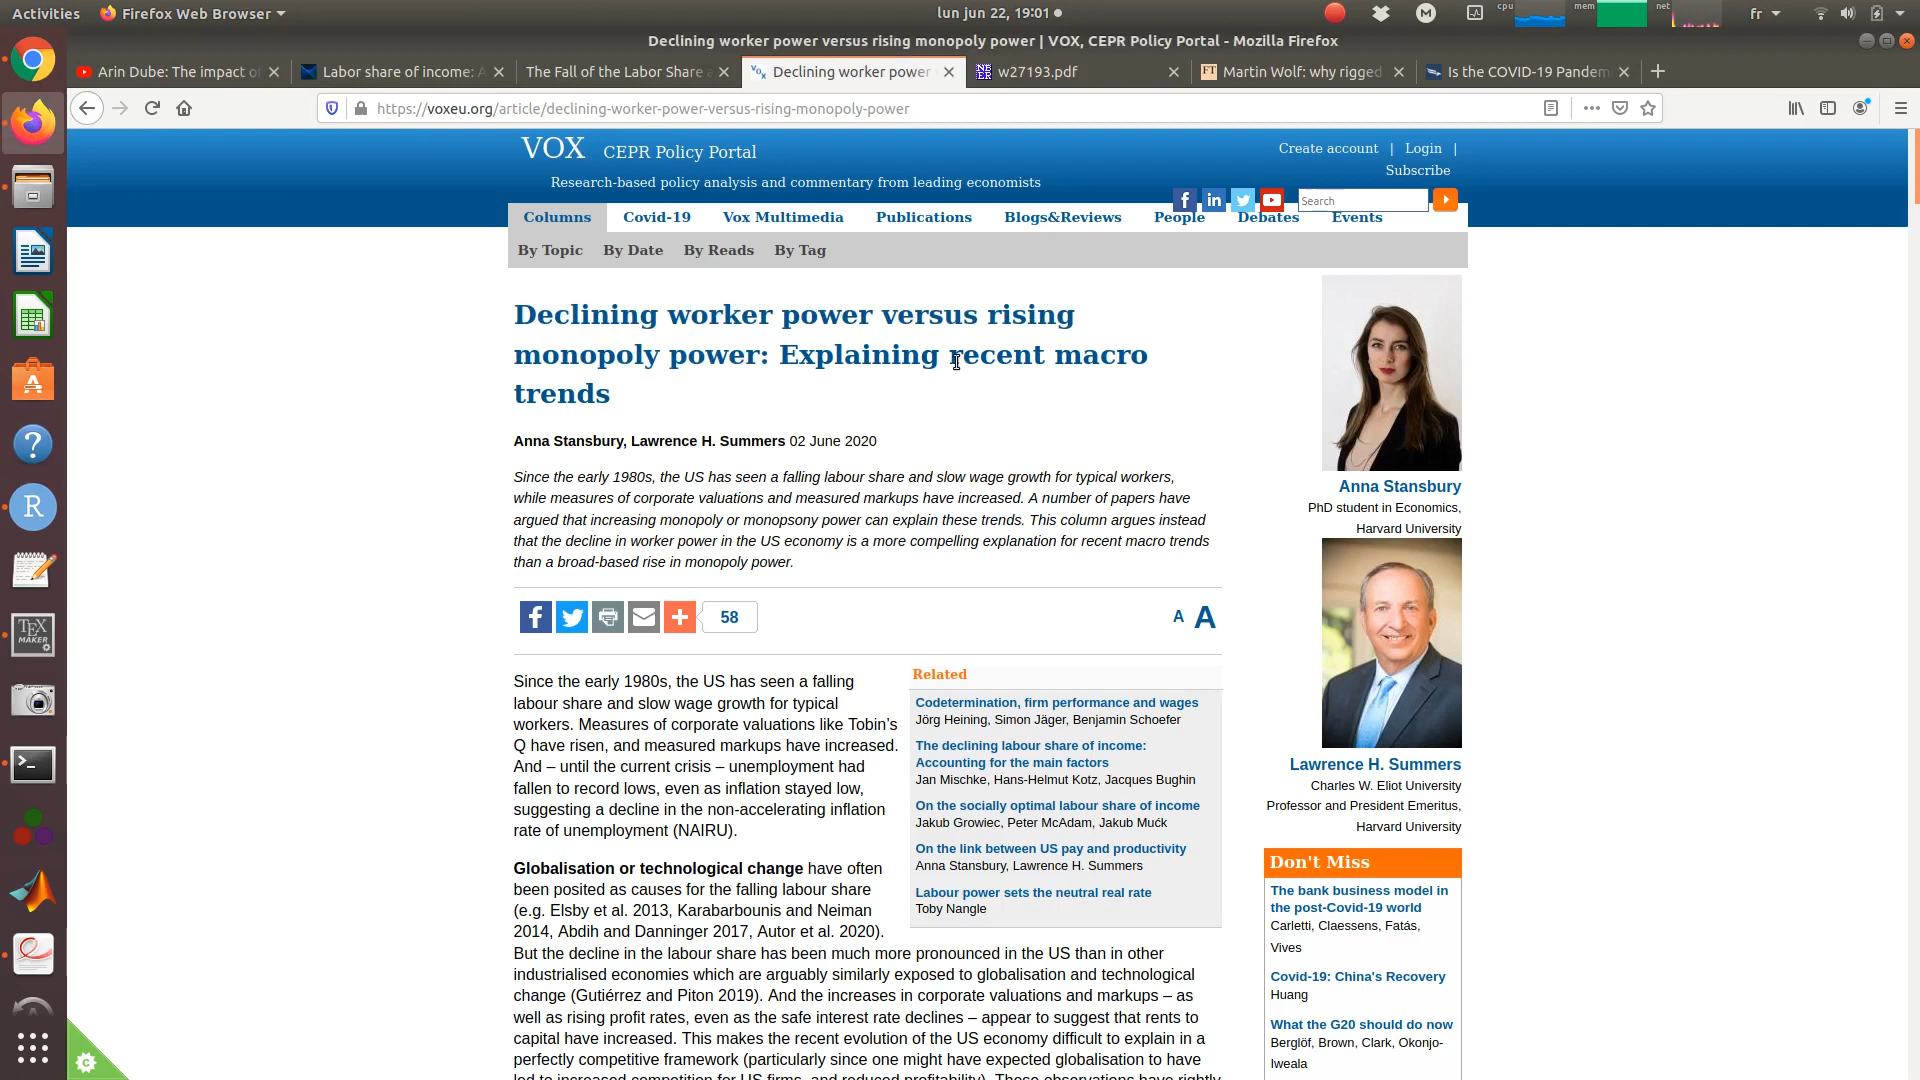 Activities
Firefox Web Browser
lun jun 22, 19:01
cpu
mem
net
fr
Declining worker power versus rising monopoly power | VOX, CEPR Policy Portal - Mozilla Firefox
Arin Dube: The impact o
Labor share of income: A
The Fall of the Labor Share a
Declining worker power
w27193.pdf
Martin Wolf: why rigged
Is the COVID-19 Pandem
https://voxeu.org/article/declining-worker-power-versus-rising-monopoly-power
VOX CEPR Policy Portal
Research-based policy analysis and commentary from leading economists
Create account | Login |
Subscribe
Search
Columns Covid-19 Vox Multimedia Publications Blogs&Reviews People Debates Events
By Topic By Date By Reads By Tag
Declining worker power versus rising
monopoly power: Explaining recent macro
trends
Anna Stansbury, Lawrence H. Summers 02 June 2020
Since the early 1980s, the US has seen a falling labour share and slow wage growth for typical workers,
while measures of corporate valuations and measured markups have increased. A number of papers have
argued that increasing monopoly or monopsony power can explain these trends. This column argues instead
that the decline in worker power in the US economy is a more compelling explanation for recent macro trends
than a broad-based rise in monopoly power.
58
A A
Since the early 1980s, the US has seen a falling
labour share and slow wage growth for typical
workers. Measures of corporate valuations like Tobin’s
Q have risen, and measured markups have increased.
And – until the current crisis – unemployment had
fallen to record lows, even as inflation stayed low,
suggesting a decline in the non-accelerating inflation
rate of unemployment (NAIRU).
Globalisation or technological change have often
been posited as causes for the falling labour share
(e.g. Elsby et al. 2013, Karabarbounis and Neiman
2014, Abdih and Danninger 2017, Autor et al. 2020).
But the decline in the labour share has been much more pronounced in the US than in other
industrialised economies which are arguably similarly exposed to globalisation and technological
change (Gutiérrez and Piton 2019). And the increases in corporate valuations and markups – as
well as rising profit rates, even as the safe interest rate declines – appear to suggest that rents to
capital have increased. This makes the recent evolution of the US economy difficult to explain in a
perfectly competitive framework (particularly since one might have expected globalisation to have
led to increased competition for US firms, and reduced profitability). These observations have rightly
Related
Codetermination, firm performance and wages
Jörg Heining, Simon Jäger, Benjamin Schoefer
The declining labour share of income:
Accounting for the main factors
Jan Mischke, Hans-Helmut Kotz, Jacques Bughin
On the socially optimal labour share of income
Jakub Growiec, Peter McAdam, Jakub Mućk
On the link between US pay and productivity
Anna Stansbury, Lawrence H. Summers
Labour power sets the neutral real rate
Toby Nangle
Anna Stansbury
PhD student in Economics,
Harvard University
Lawrence H. Summers
Charles W. Eliot University
Professor and President Emeritus,
Harvard University
Don't Miss
The bank business model in
the post-Covid-19 world
Carletti, Claessens, Fatás,
Vives
Covid-19: China's Recovery
Huang
What the G20 should do now
Berglöf, Brown, Clark, Okonjo-
Iweala